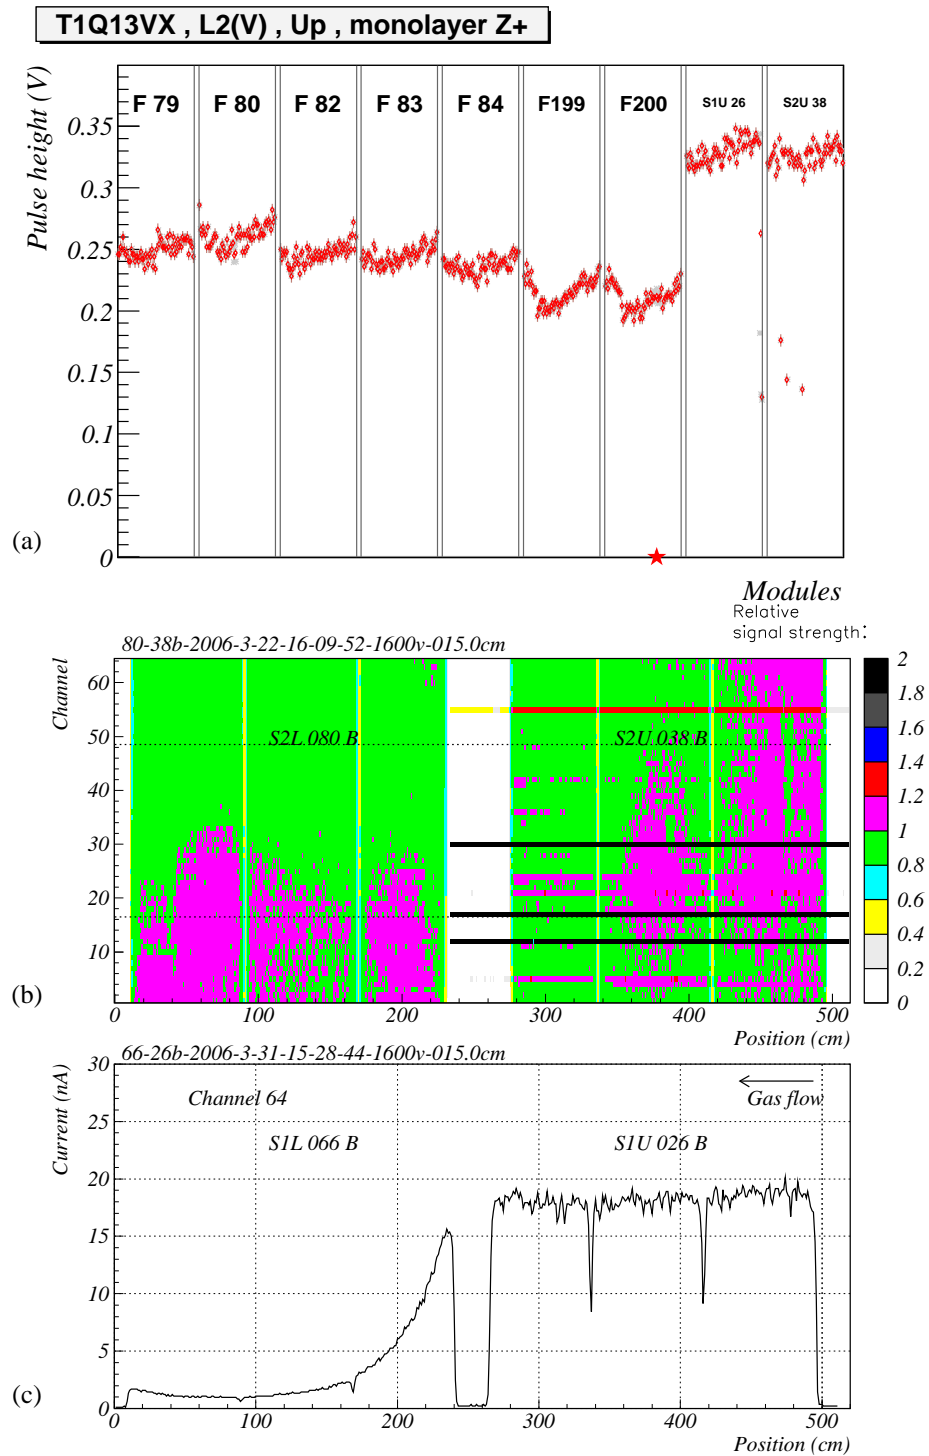 T1Q13VX , L2(V) , Up , monolayer Z+
Pulse height (V)
F 79 F 80 F 82 F 83 F 84 F199 F200 S1U 26 S2U 38
0.35
0.3
0.25
0.2
0.15
0.1
0.05
0
(a)
Modules
Relative
signal strength:
80-38b-2006-3-22-16-09-52-1600v-015.0cm
Channel
60
50
40
30
20
10
S2L 080 B S2U 038 B
2
1.8
1.6
1.4
1.2
1
0.8
0.6
0.4
0.2
0
(b)
0 100 200 300 400 500
Position (cm)
66-26b-2006-3-31-15-28-44-1600v-015.0cm
Current (nA)
30
25
20
15
10
5
0
Channel 64 Gas flow
S1L 066 B S1U 026 B
(c)
0 100 200 300 400 500
Position (cm)